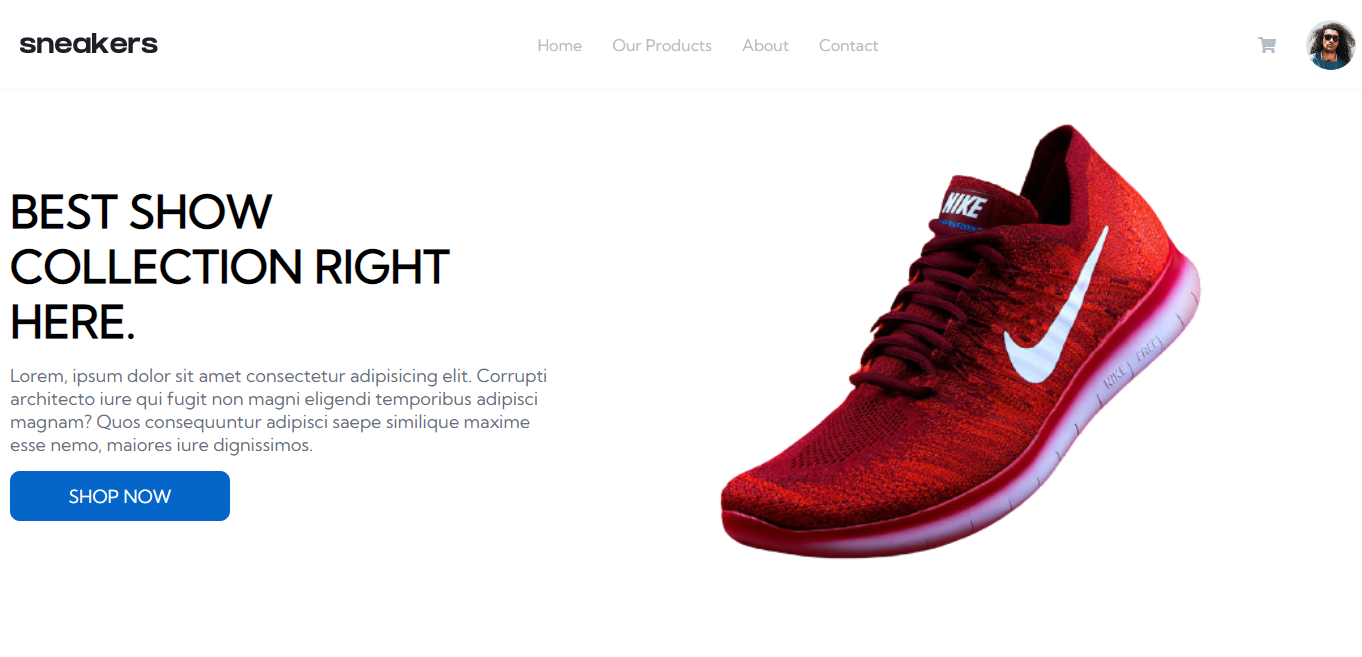 sneakers
Home
Our Products
About
Contact
BEST SHOW
COLLECTION RIGHT
HERE.
Lorem, ipsum dolor sit amet consectetur adipisicing elit. Corrupti
architecto iure qui fugit non magni eligendi temporibus adipisci
magnam? Quos consequuntur adipisci saepe similique maxime
esse nemo, maiores iure dignissimos.
SHOP NOW
NIKE
NIKE FREE